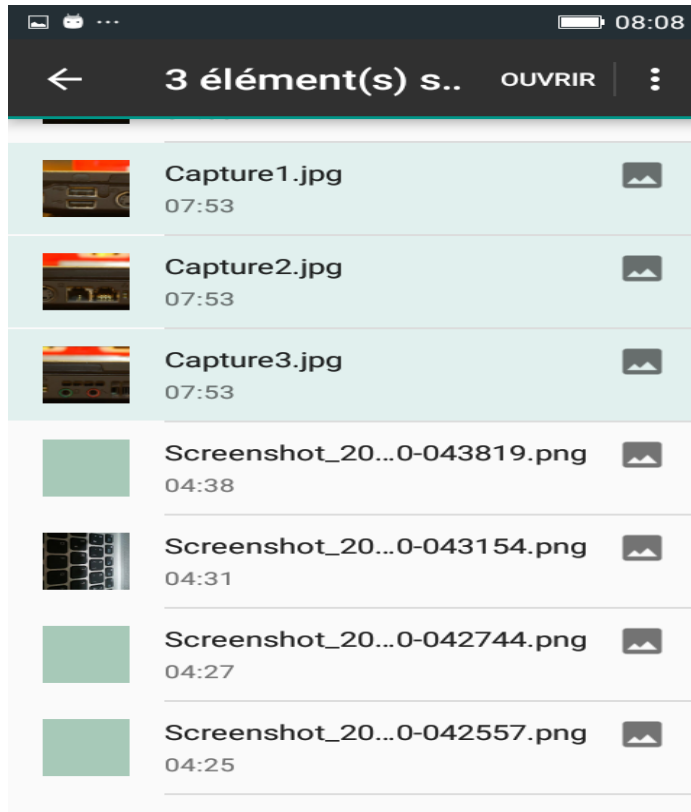 08:08
3 élément(s) s.. OUVRIR
Capture1.jpg
07:53
Capture2.jpg
07:53
Capture3.jpg
07:53
Screenshot_20...0-043819.png
04:38
Screenshot_20...0-043154.png
04:31
Screenshot_20...0-042744.png
04:27
Screenshot_20...0-042557.png
04:25